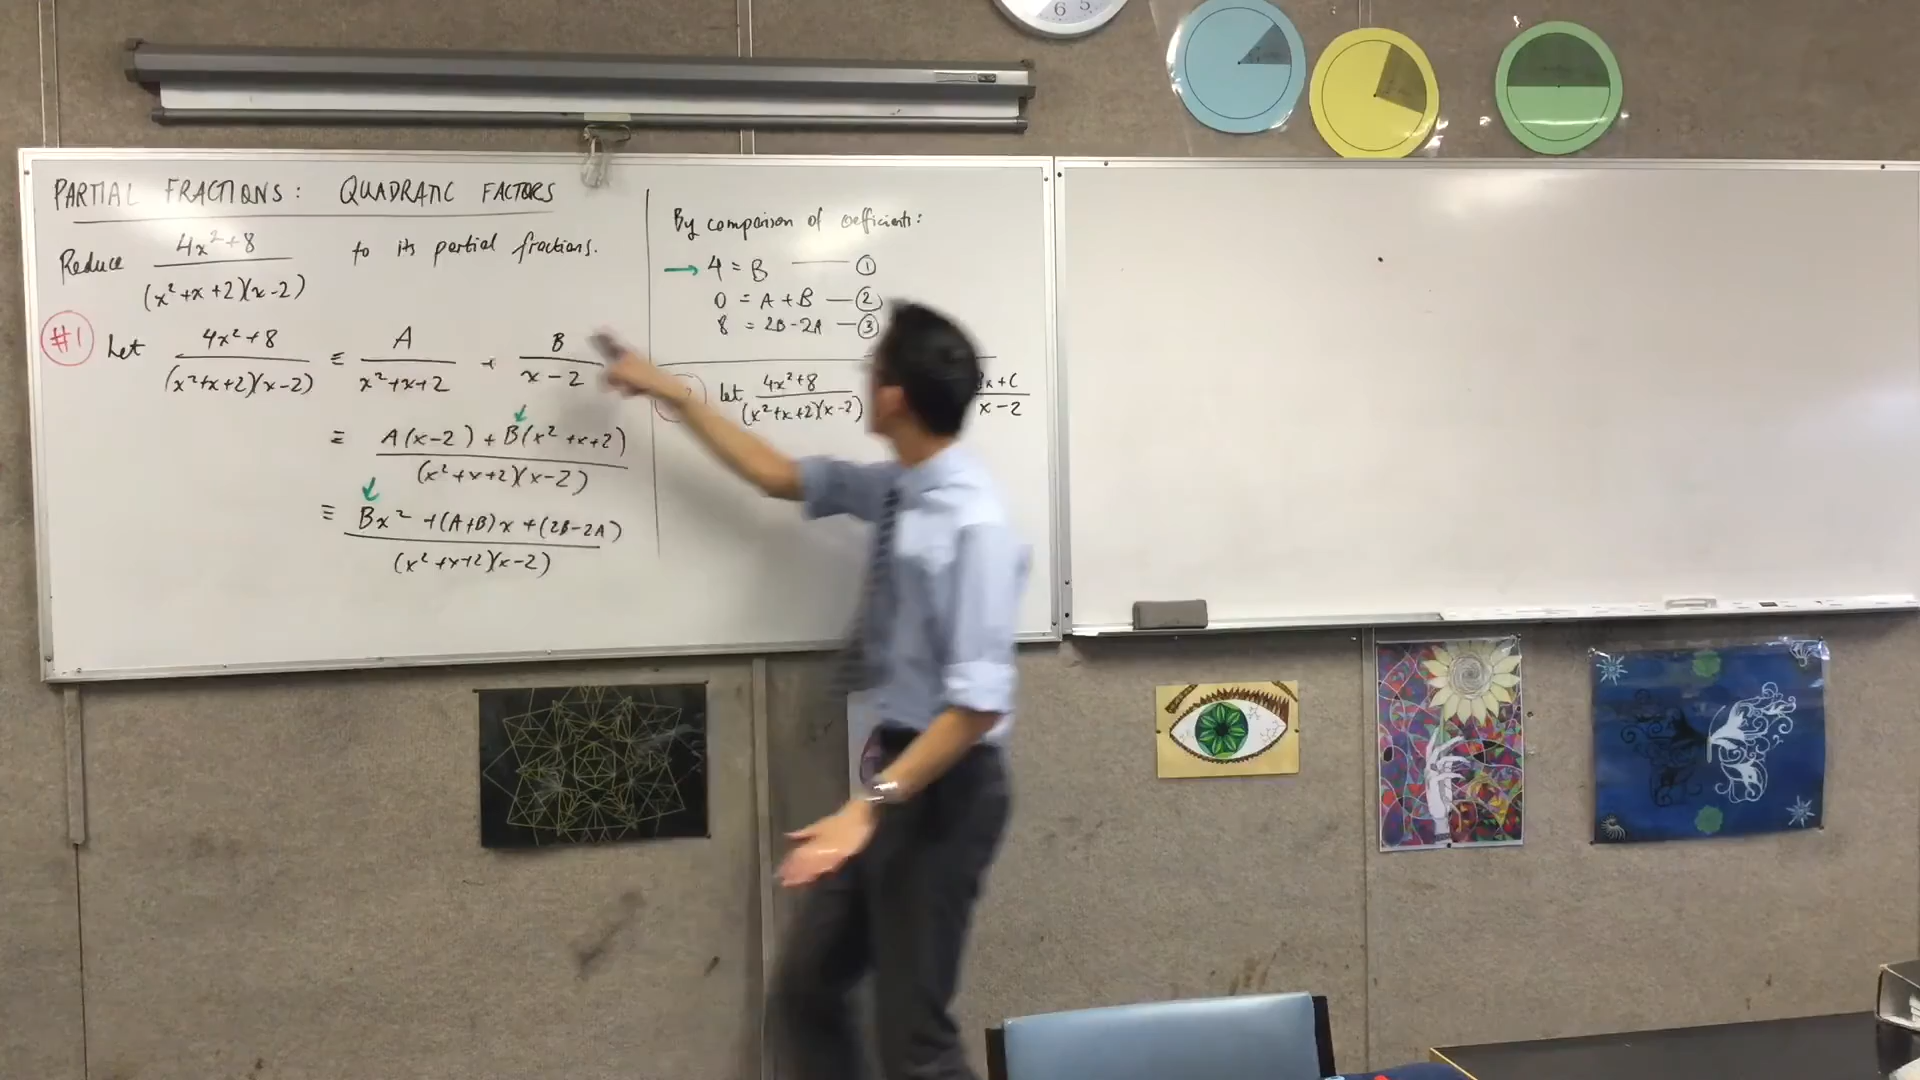 6 5
PARTIAL FRACTIONS: QUADRATIC FACTORS
Reduce (4x²+8)/((x²+x+2)(x-2)) to its partial fractions.
#1 Let (4x²+8)/((x²+x+2)(x-2)) ≡ A/(x²+x+2) + B/(x-2)
≡ (A(x-2) + B(x²+x+2))/((x²+x+2)(x-2))
≡ (Bx² + (A+B)x + (2B-2A))/((x²+x+2)(x-2))
By comparison of coefficients:
→ 4 = B — ①
0 = A + B — ②
8 = 2B - 2A — ③
let (4x²+8)/((x²+x+2)(x-2)) x+C/(x-2)